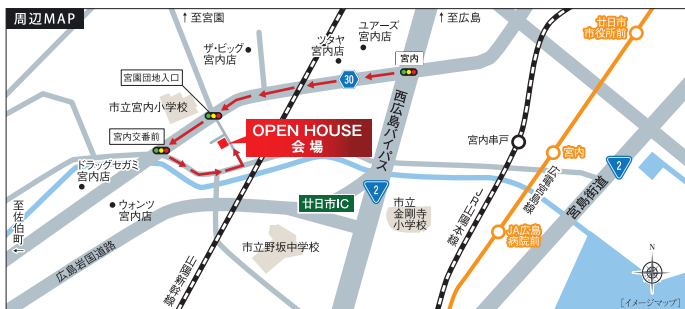 周辺MAP
↑至宮園
↑至広島
ユアーズ
宮内店
ツタヤ
宮内店
ザ・ビッグ
宮内店
宮内
廿日市
市役所前
宮園団地入口
30
市立宮内小学校
西広島バイパス
OPEN HOUSE
会場
宮内交番前
宮内串戸
宮内
広電宮島線
2
宮島街道
ドラッグセガミ
宮内店
ウォンツ
宮内店
廿日市IC
2
市立
金剛寺
小学校
JR山陽本線
JA広島
病院前
至佐伯町
↓
広島岩国道路
山陽新幹線
市立野坂中学校
N
[イメージマップ]